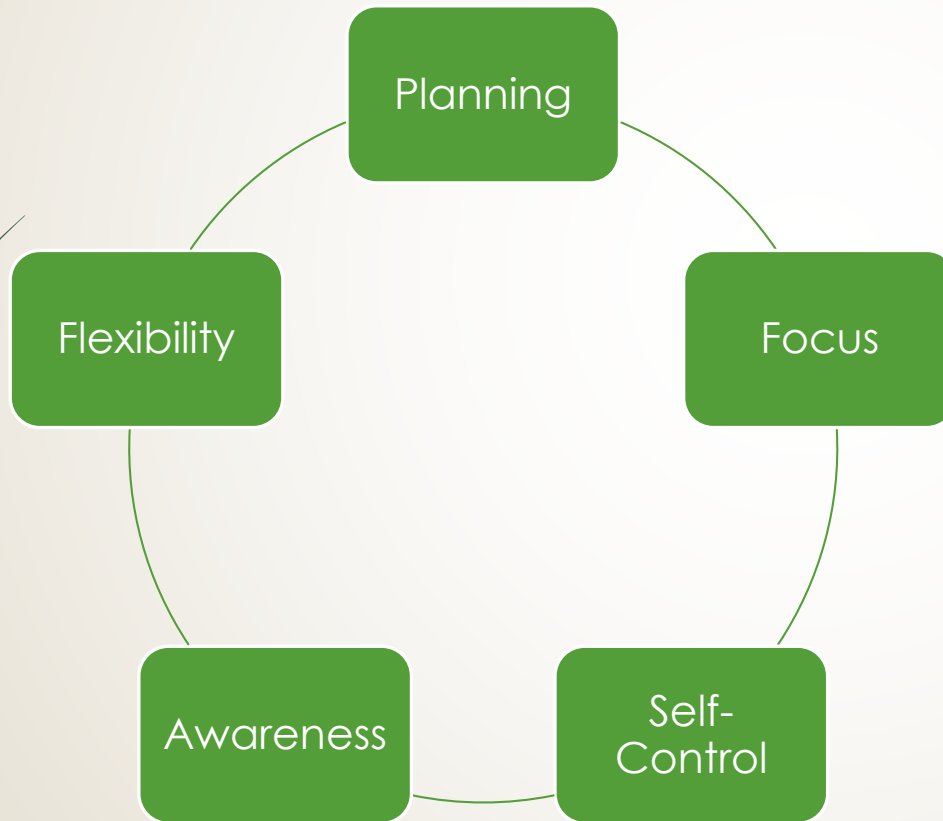 Planning
Flexibility
Focus
Awareness
Self-
Control